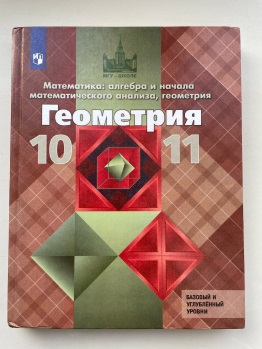 МГУ - ШКОЛЕ
Математика: алгебра и начала
математического анализа, геометрия
Геометрия
10 11
БАЗОВЫЙ И
УГЛУБЛЁННЫЙ
УРОВНИ